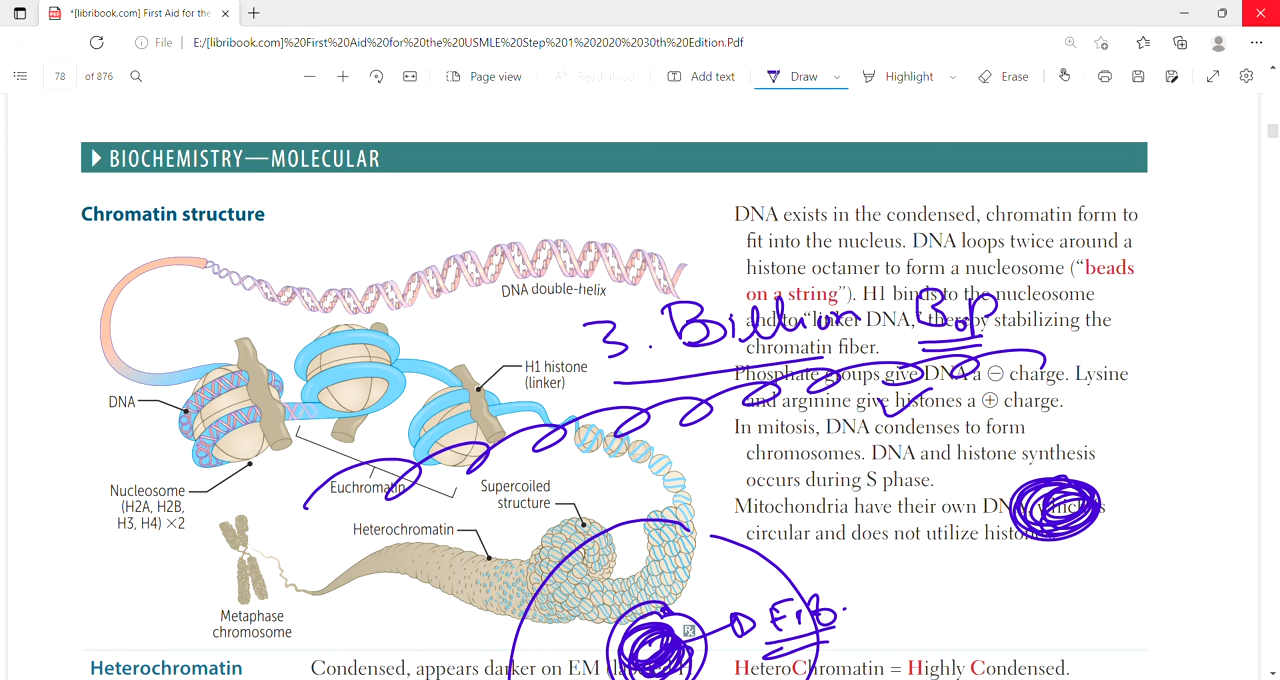 *[libribook.com] First Aid for the
File
E:/[libribook.com]%20First%20Aid%20for%20the%20USMLE%20Step%201%202020%2030th%20Edition.Pdf
78 of 876
Page view
Read aloud
Add text
Draw
Highlight
Erase
BIOCHEMISTRY—MOLECULAR
Chromatin structure
DNA double-helix
H1 histone
(linker)
DNA
Euchromatin
Nucleosome
(H2A, H2B,
H3, H4) ×2
Supercoiled
structure
Heterochromatin
Metaphase
chromosome
DNA exists in the condensed, chromatin form to
fit into the nucleus. DNA loops twice around a
histone octamer to form a nucleosome (“beads
on a string”). H1 binds to the nucleosome
and to “linker DNA,” thereby stabilizing the
chromatin fiber.
Phosphate groups give DNA a ⊖ charge. Lysine
and arginine give histones a ⊕ charge.
In mitosis, DNA condenses to form
chromosomes. DNA and histone synthesis
occurs during S phase.
Mitochondria have their own DNA, which is
circular and does not utilize histones.
3. Billion B.P
Heterochromatin
Condensed, appears darker on EM
HeteroChromatin = Highly Condensed.